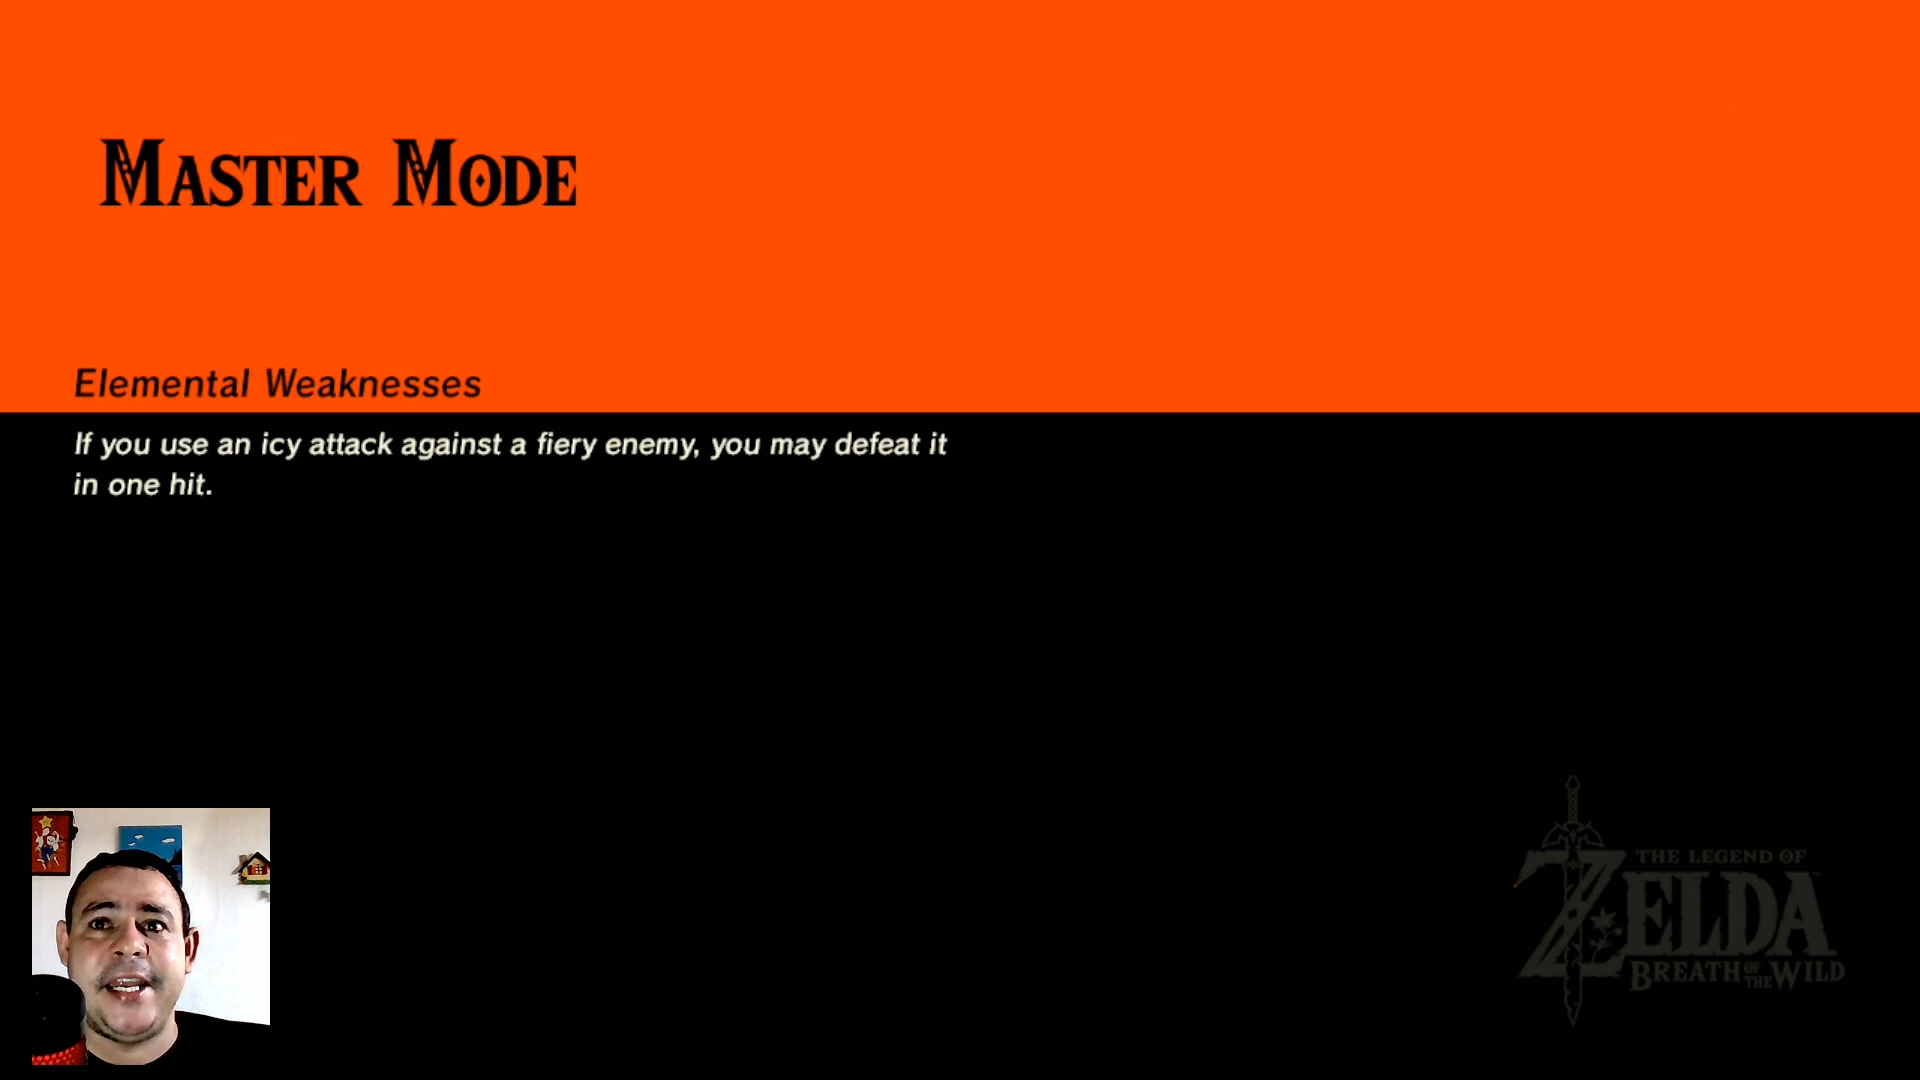 MASTER MODE
Elemental Weaknesses
If you use an icy attack against a fiery enemy, you may defeat it
in one hit.
THE LEGEND OF
ZELDA
BREATH OF THE WILD